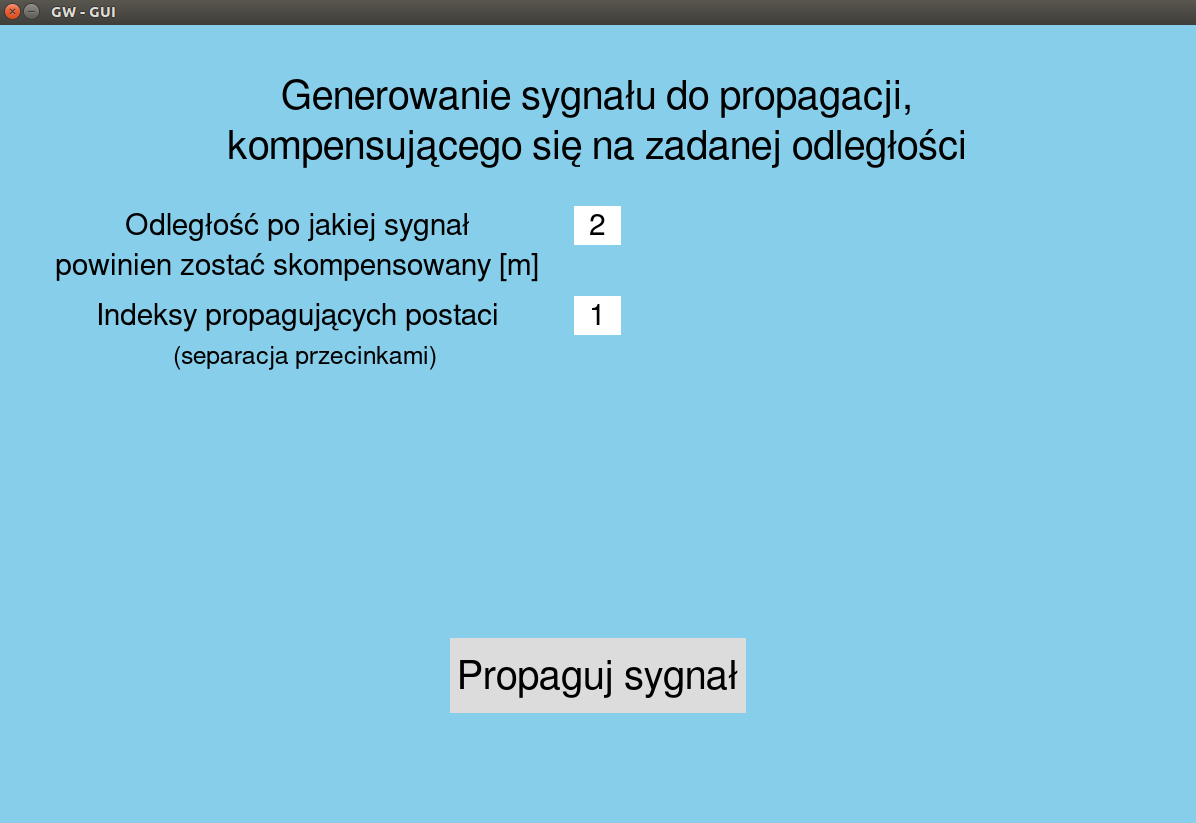 GW - GUI
Generowanie sygnału do propagacji,
kompensującego się na zadanej odległości
Odległość po jakiej sygnał
powinien zostać skompensowany [m]
2
Indeksy propagujących postaci
(separacja przecinkami)
1
Propaguj sygnał